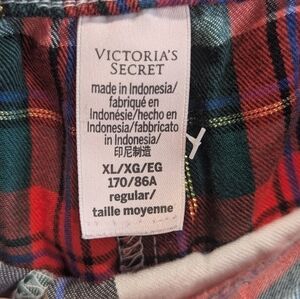 VICTORIA'S
SECRET
made in Indonesia/
fabriqué en
Indonésie/hecho en
Indonesia/fabbricato
in Indonesia/
印尼制造
XL/XG/EG
170/86A
regular/
taille moyenne